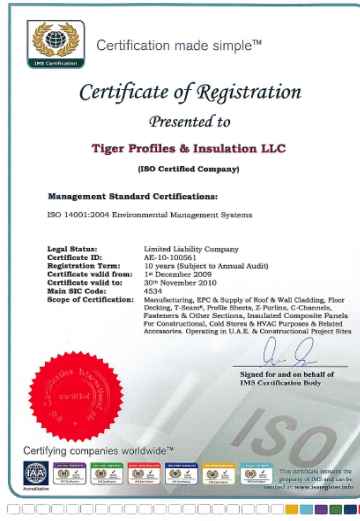 IMS Certification
Certification made simple™
Certificate of Registration
Presented to
Tiger Profiles & Insulation LLC
(ISO Certified Company)
Management Standard Certifications:
ISO 14001:2004 Environmental Management Systems
Legal Status: Limited Liability Company
Certificate ID: AE-10-100561
Registration Term: 10 years (Subject to Annual Audit)
Certificate valid from: 1st December 2009
Certificate valid to: 30th November 2010
Main SIC Code: 4534
Scope of Certification: Manufacturing, EPC & Supply of Roof & Wall Cladding, Floor
Decking, T-Seam®, Profile Sheets, Z-Purlins, C-Channels,
Fasteners & Other Sections, Insulated Composite Panels
For Constructional, Cold Stores & HVAC Purposes & Related
Accessories. Operating in U.A.E. & Constructional Project Sites
Signed for and on behalf of
IMS Certification Body
certified
ISO
Certifying companies worldwide™
IAA
Accreditation
This certificate remains the
property of IMS and can be
verified at: www.isoregister.info